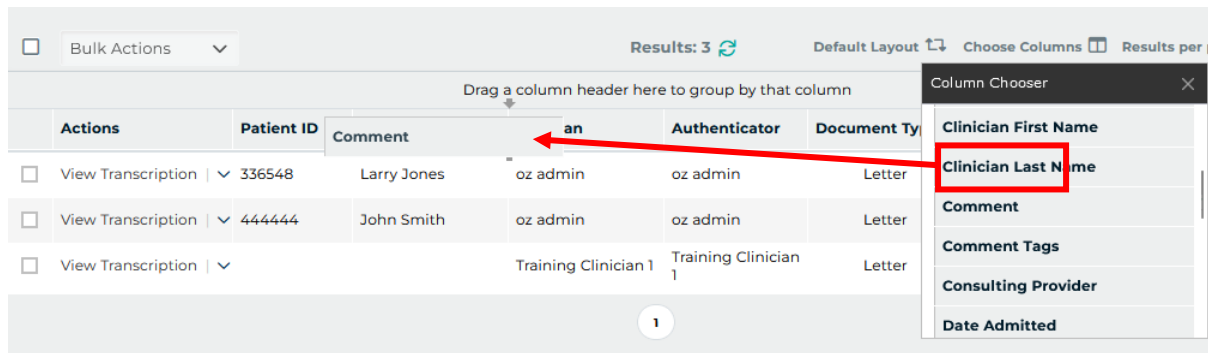 Bulk Actions
Results: 3
Default Layout
Choose Columns
Results per
Drag a column header here to group by that column
Column Chooser
Actions
Patient ID
Comment
an
Authenticator
Document Ty
Clinician First Name
Clinician Last Name
Comment
Comment Tags
Consulting Provider
Date Admitted
View Transcription | 336548 Larry Jones oz admin oz admin Letter
View Transcription | 444444 John Smith oz admin oz admin Letter
View Transcription | Training Clinician 1 Training Clinician 1 Letter
1